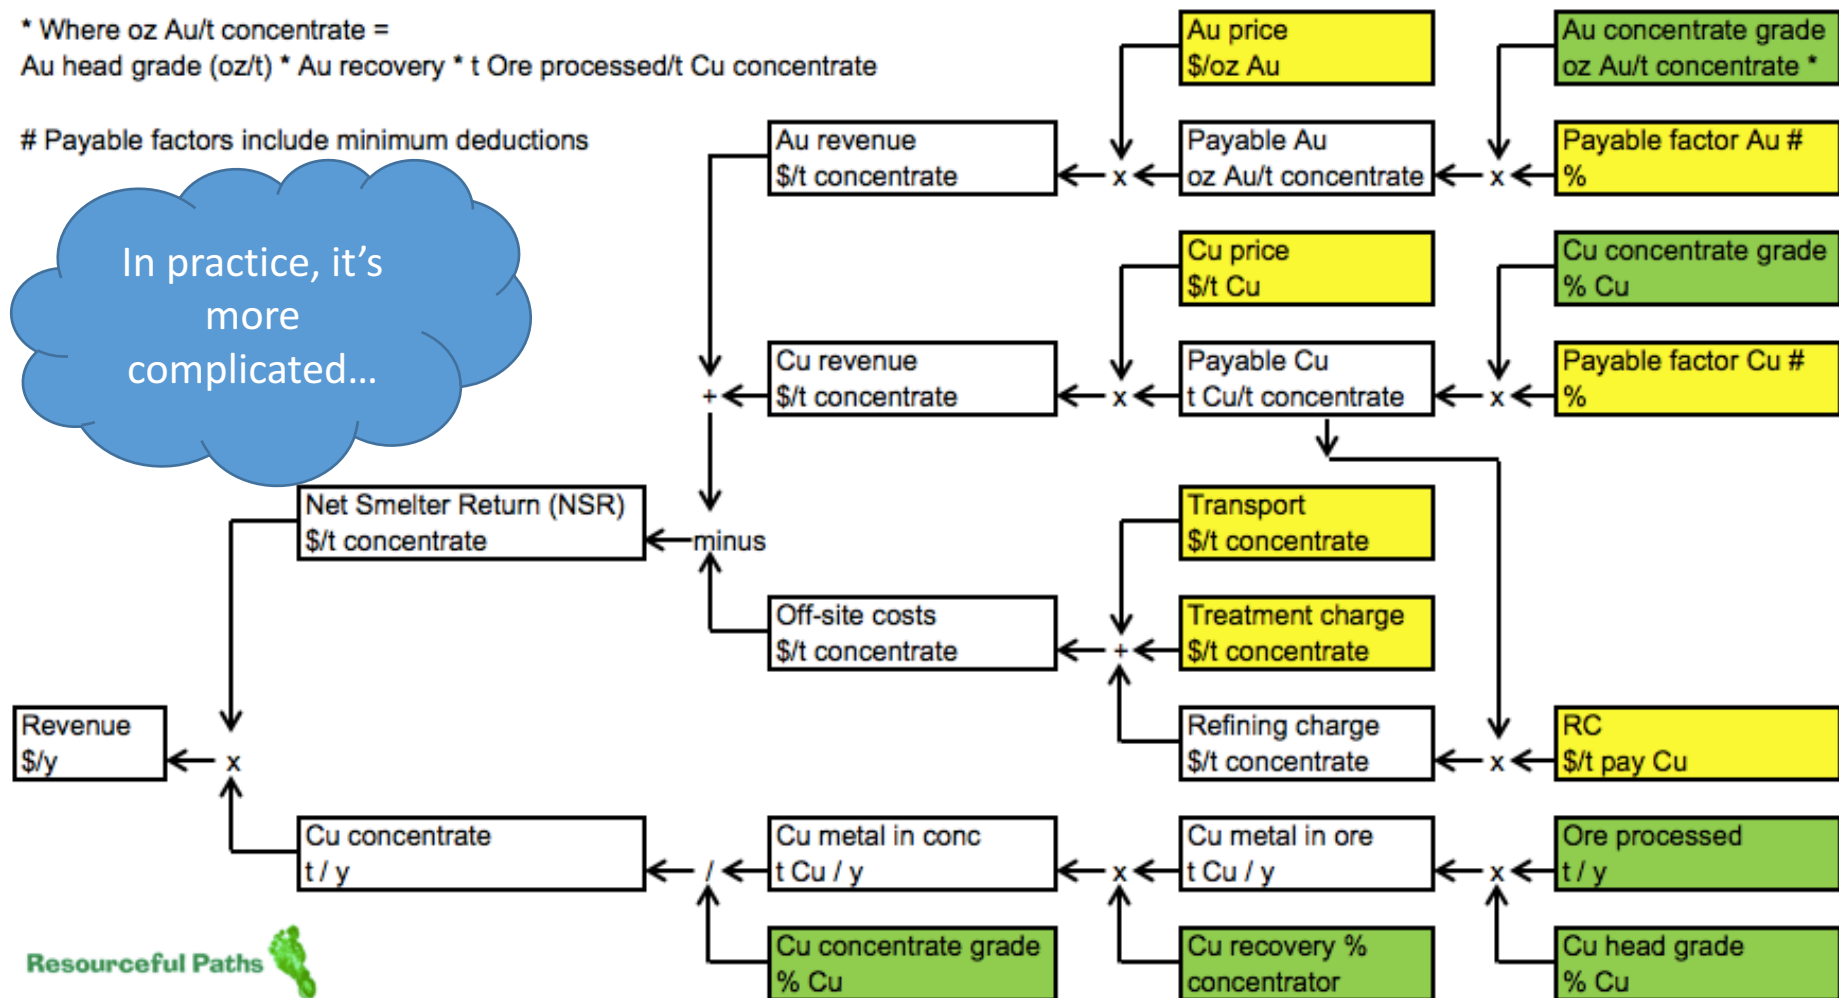 * Where oz Au/t concentrate =
Au head grade (oz/t) * Au recovery * t Ore processed/t Cu concentrate
# Payable factors include minimum deductions
In practice, it’s
more
complicated…
Au price
$/oz Au
Au concentrate grade
oz Au/t concentrate *
Au revenue
$/t concentrate
x
Payable Au
oz Au/t concentrate
x
Payable factor Au #
%
Cu price
$/t Cu
Cu concentrate grade
% Cu
+
Cu revenue
$/t concentrate
x
Payable Cu
t Cu/t concentrate
x
Payable factor Cu #
%
Net Smelter Return (NSR)
$/t concentrate
minus
Transport
$/t concentrate
Off-site costs
$/t concentrate
+
Treatment charge
$/t concentrate
Revenue
$/y
x
Refining charge
$/t concentrate
x
RC
$/t pay Cu
Cu concentrate
t / y
/
Cu metal in conc
t Cu / y
x
Cu metal in ore
t Cu / y
x
Ore processed
t / y
Cu concentrate grade
% Cu
Cu recovery %
concentrator
Cu head grade
% Cu
Resourceful Paths